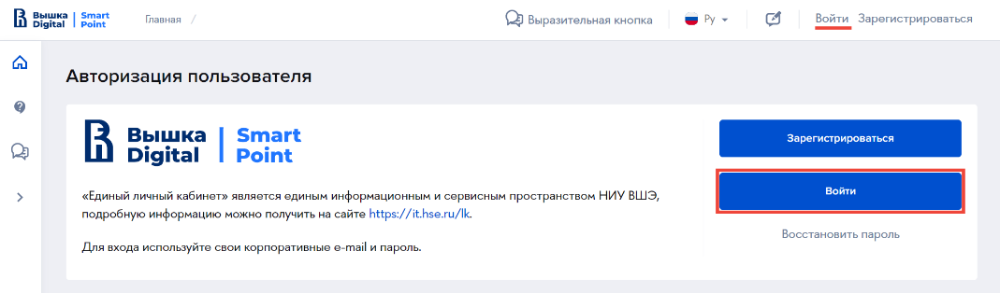 Вышка Digital | Smart Point
Главная /
Выразительная кнопка
Ру
Войти
Зарегистрироваться
Авторизация пользователя
Вышка Digital | Smart Point
«Единый личный кабинет» является единым информационным и сервисным пространством НИУ ВШЭ,
подробную информацию можно получить на сайте https://it.hse.ru/lk.
Для входа используйте свои корпоративные e-mail и пароль.
Зарегистрироваться
Войти
Восстановить пароль